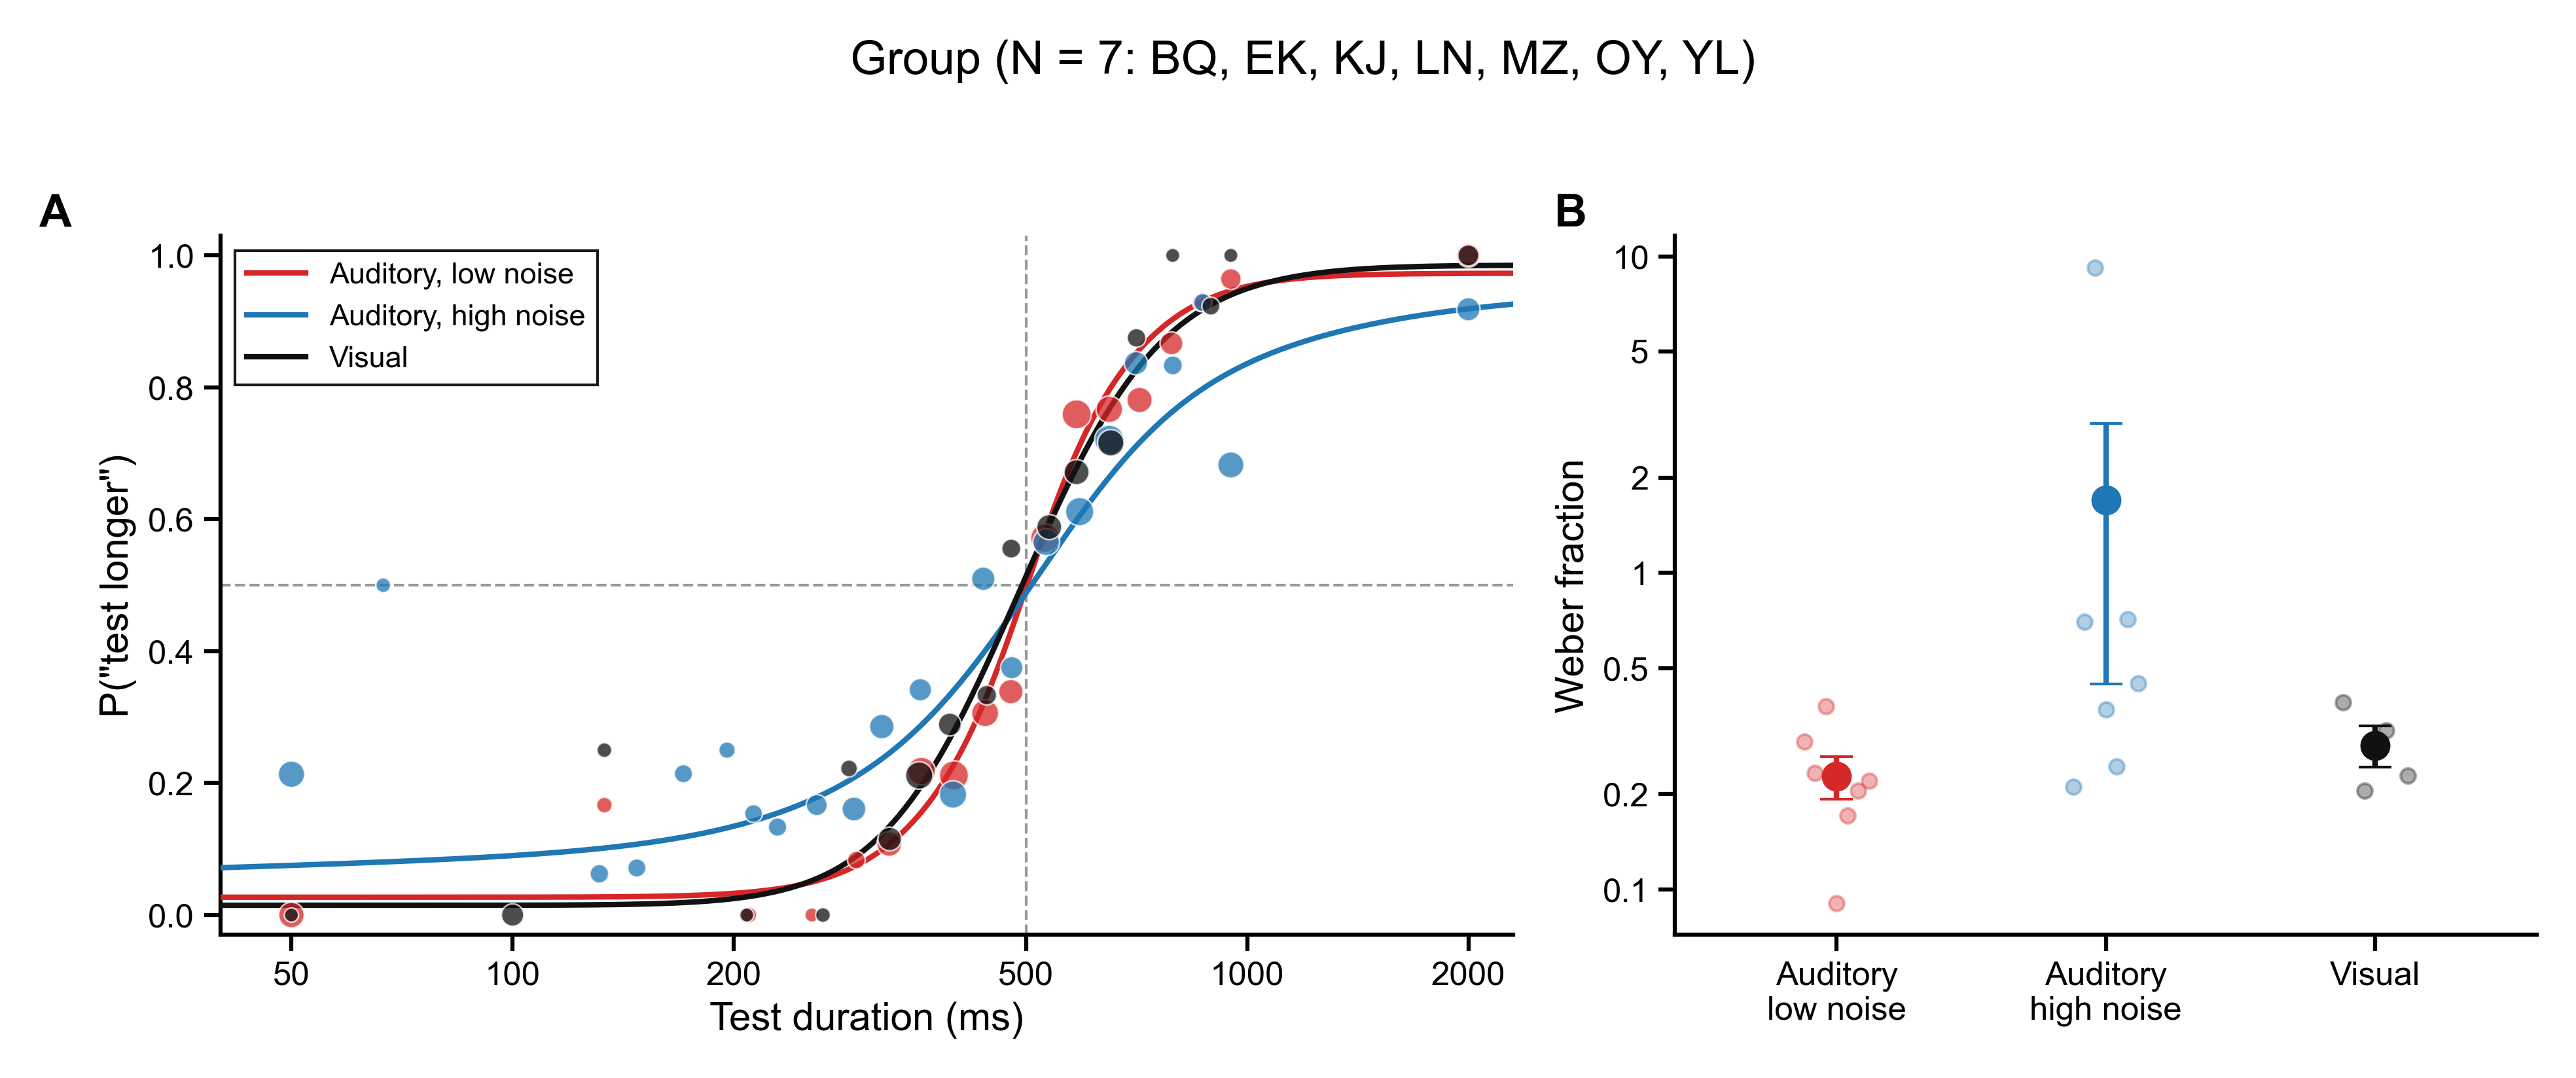 Group (N = 7: BQ, EK, KJ, LN, MZ, OY, YL)
A
1.0
0.8
0.6
0.4
0.2
0.0
P("test longer")
Auditory, low noise
Auditory, high noise
Visual
50
100
200
500
1000
2000
Test duration (ms)
B
10
5
2
1
0.5
0.2
0.1
Weber fraction
Auditory
low noise
Auditory
high noise
Visual